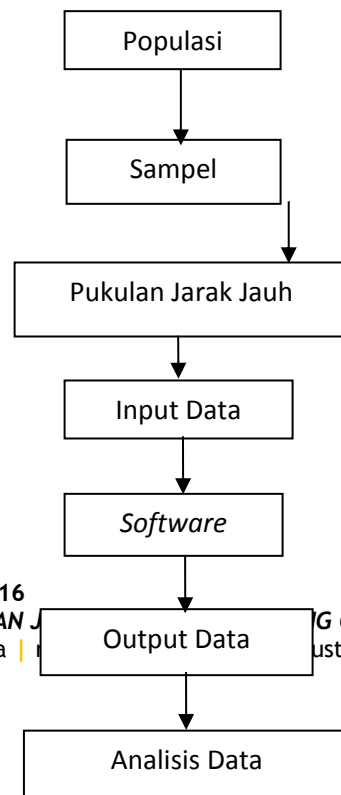 Populasi
Sampel
Pukulan Jarak Jauh
Input Data
Software
16
Output Data
Analisis Data